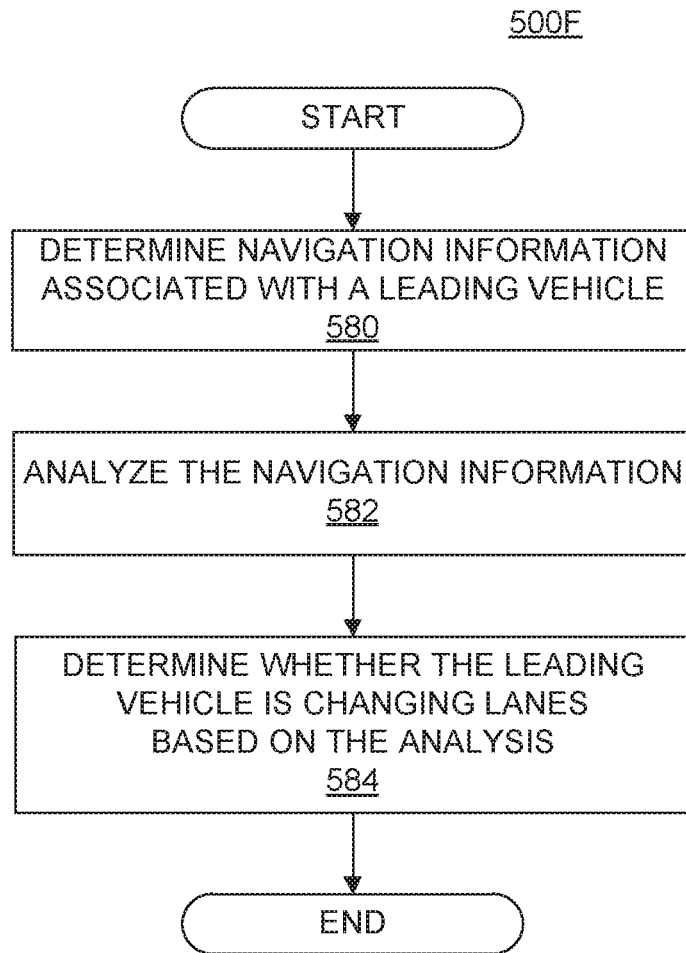 500F
START
DETERMINE NAVIGATION INFORMATION
ASSOCIATED WITH A LEADING VEHICLE
580
ANALYZE THE NAVIGATION INFORMATION
582
DETERMINE WHETHER THE LEADING
VEHICLE IS CHANGING LANES
BASED ON THE ANALYSIS
584
END